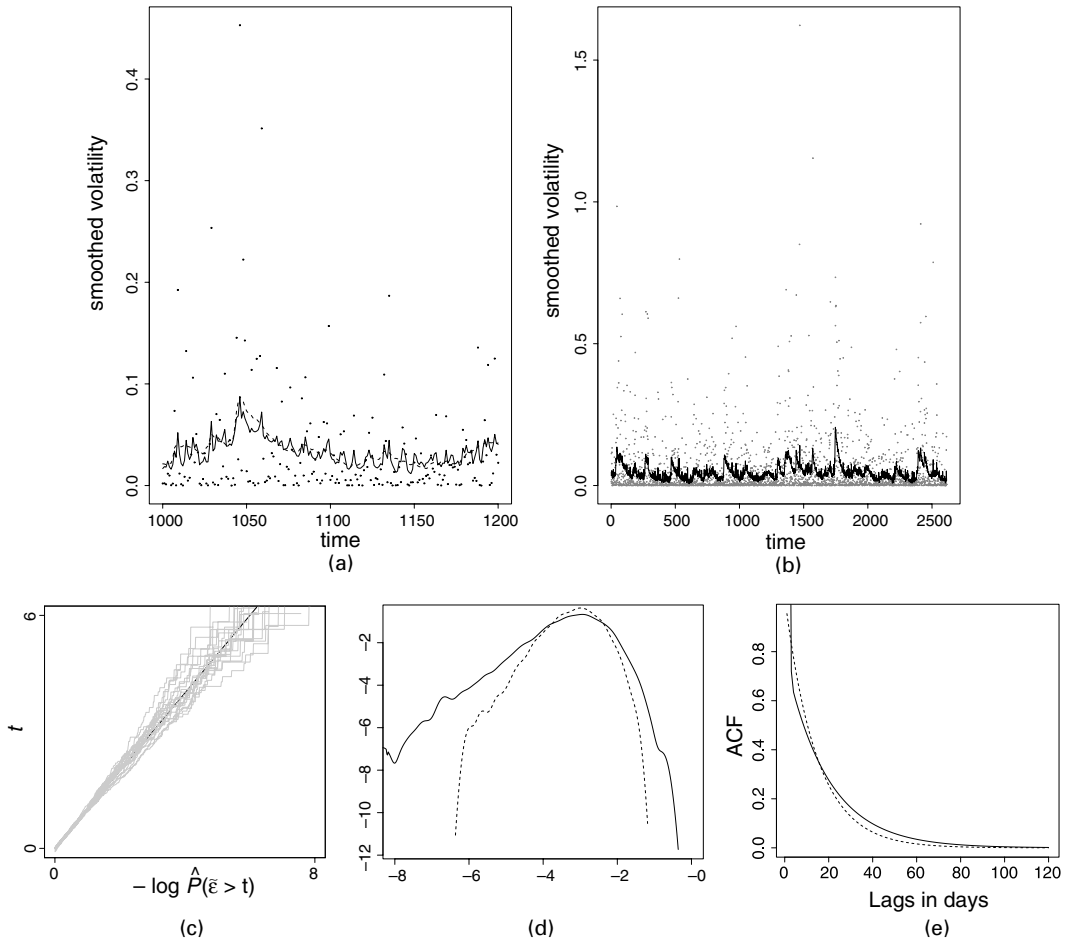 smoothed volatility
0.0 0.1 0.2 0.3 0.4
1000 1050 1100 1150 1200
time
(a)
smoothed volatility
0.0 0.5 1.0 1.5
0 500 1000 1500 2000 2500
time
(b)
t
0 6
0 8
− log P̂(ε̃ > t)
(c)
−12 −10 −8 −6 −4 −2
−8 −6 −4 −2 −0
(d)
ACF
0.0 0.2 0.4 0.6 0.8
0 20 40 60 80 100 120
Lags in days
(e)